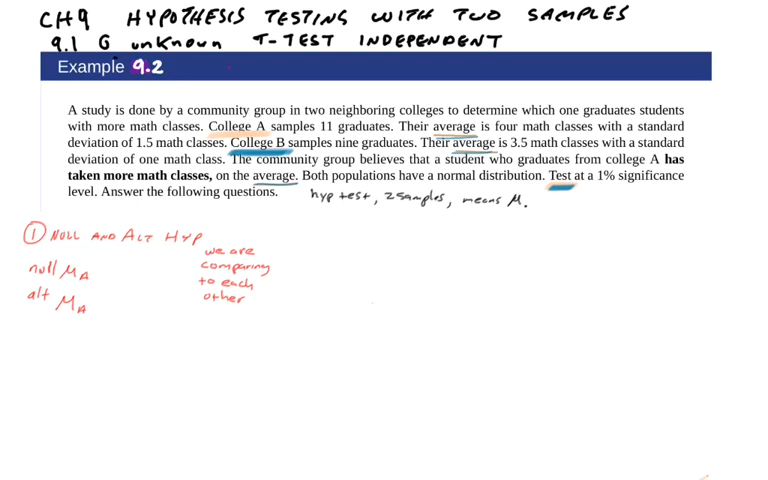 CH9 HYPOTHESIS TESTING WITH TWO SAMPLES
9.1 σ unknown T-TEST INDEPENDENT
Example 9.2
A study is done by a community group in two neighboring colleges to determine which one graduates students
with more math classes. College A samples 11 graduates. Their average is four math classes with a standard
deviation of 1.5 math classes. College B samples nine graduates. Their average is 3.5 math classes with a standard
deviation of one math class. The community group believes that a student who graduates from college A has
taken more math classes, on the average. Both populations have a normal distribution. Test at a 1% significance
level. Answer the following questions.
hyp test, 2 samples, means μ.
① NULL AND ALT HYP
we are
comparing
to each
other
null μA
alt μA